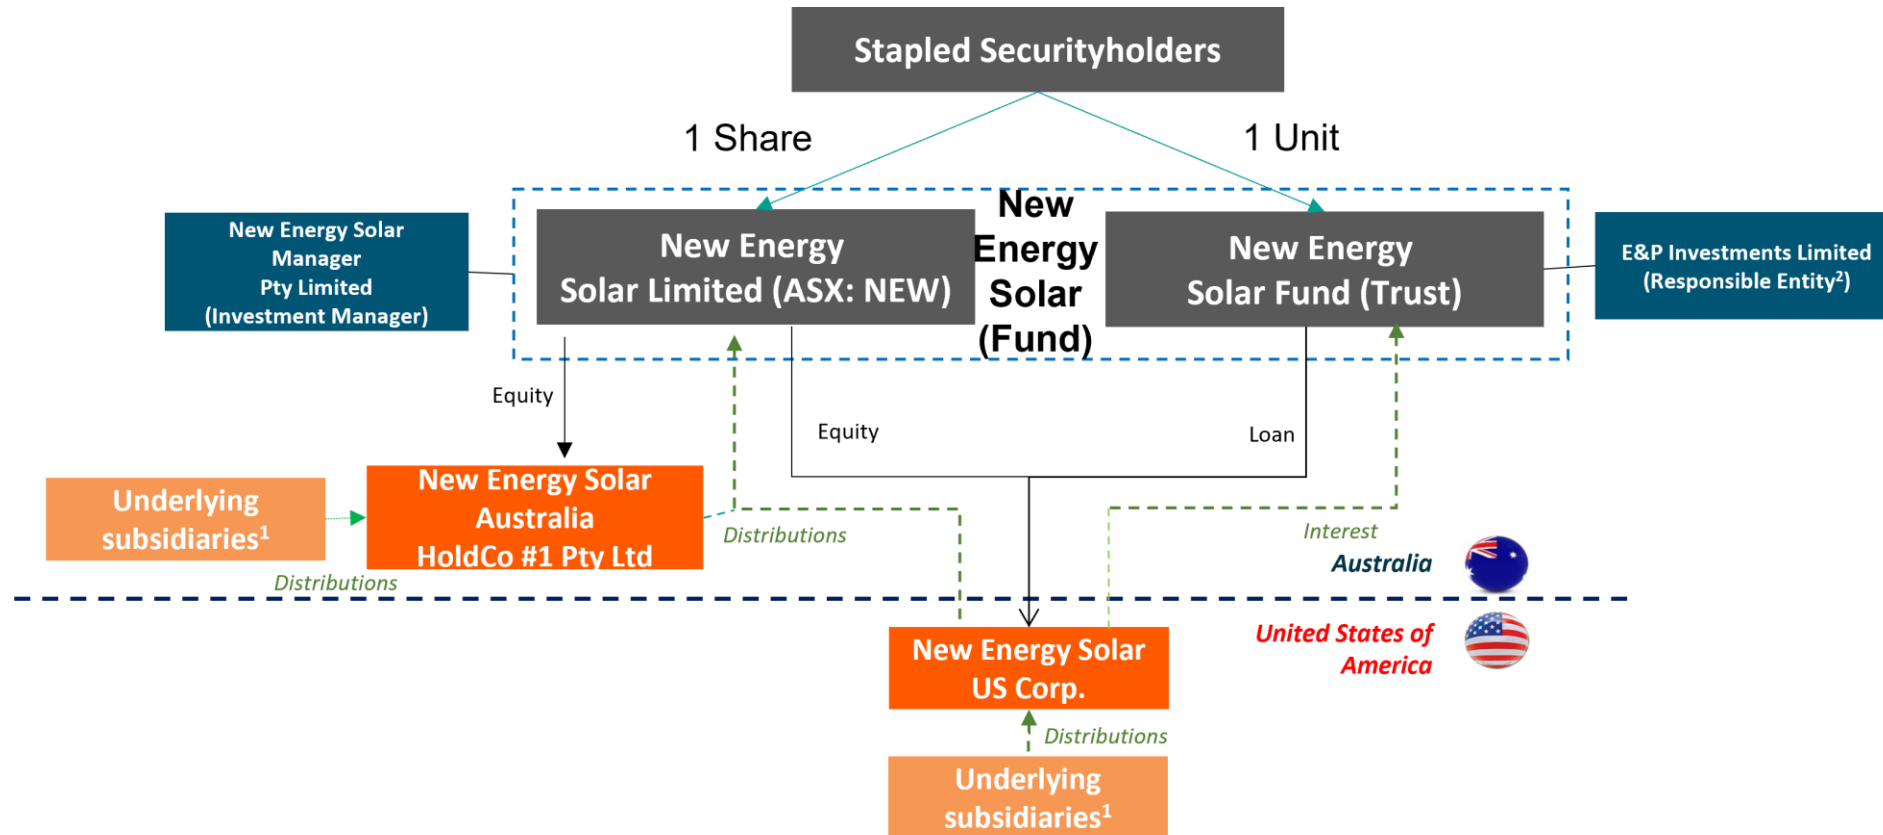 Stapled Securityholders
1 Share
1 Unit
New Energy Solar
Manager
Pty Limited
(Investment Manager)
New Energy
Solar Limited (ASX: NEW)
New
Energy
Solar
(Fund)
New Energy
Solar Fund (Trust)
E&P Investments Limited
(Responsible Entity²)
Equity
Equity
Loan
Underlying
subsidiaries¹
New Energy Solar
Australia
HoldCo #1 Pty Ltd
Distributions
Interest
Australia
Distributions
United States of
America
New Energy Solar
US Corp.
Distributions
Underlying
subsidiaries¹